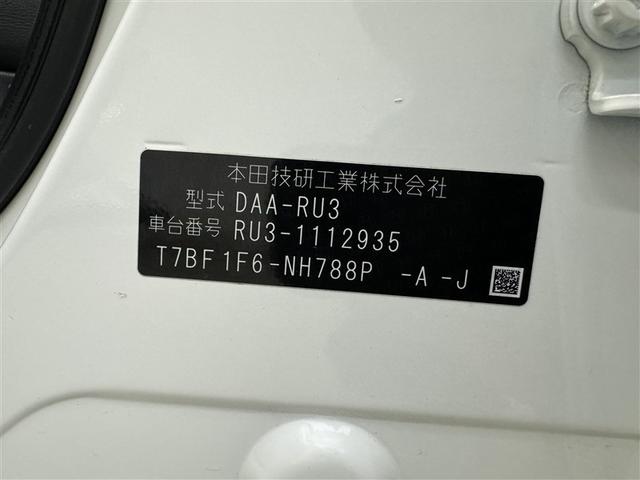 本田技研工業株式会社
型式 DAA-RU3
車台番号 RU3-1112935
T7BF1F6-NH788P -A -J